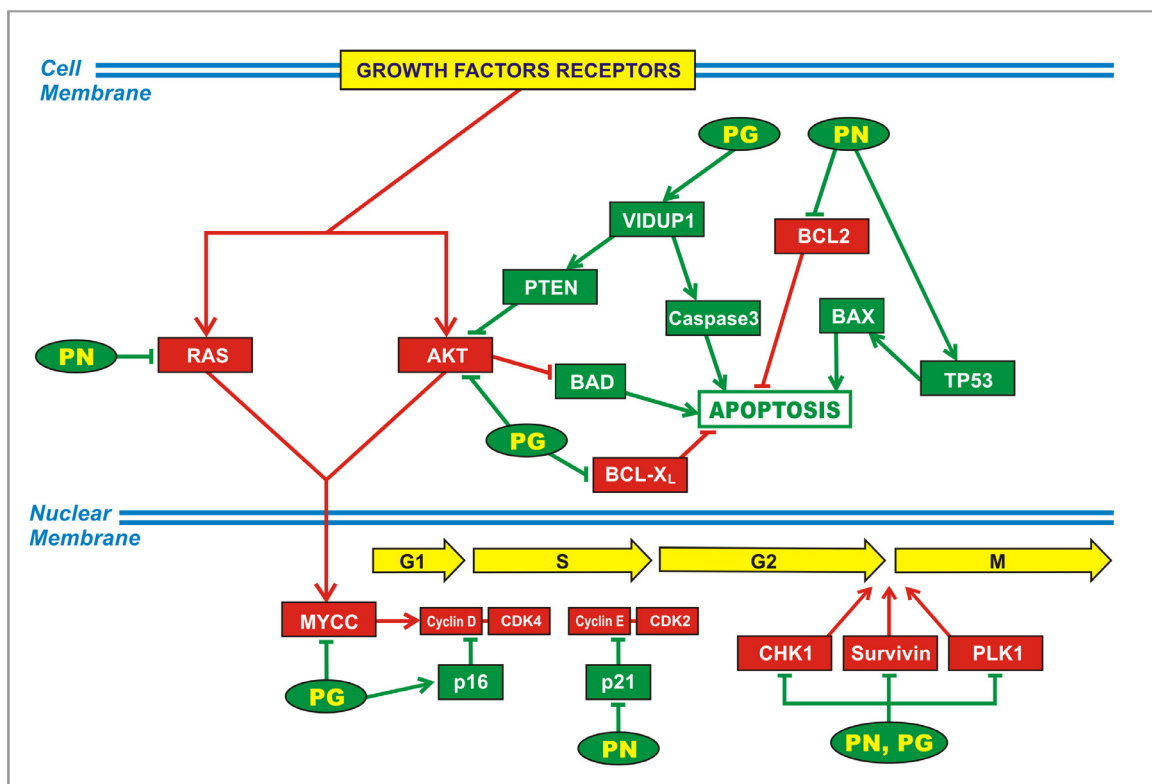 Cell
Membrane
GROWTH FACTORS RECEPTORS
PG
PN
VIDUP1
BCL2
PTEN
Caspase3
BAX
PN
RAS
AKT
BAD
TP53
APOPTOSIS
PG
BCL-XL
Nuclear
Membrane
G1
S
G2
M
MYCC
Cyclin D
CDK4
Cyclin E
CDK2
CHK1
Survivin
PLK1
PG
p16
p21
PN
PN, PG